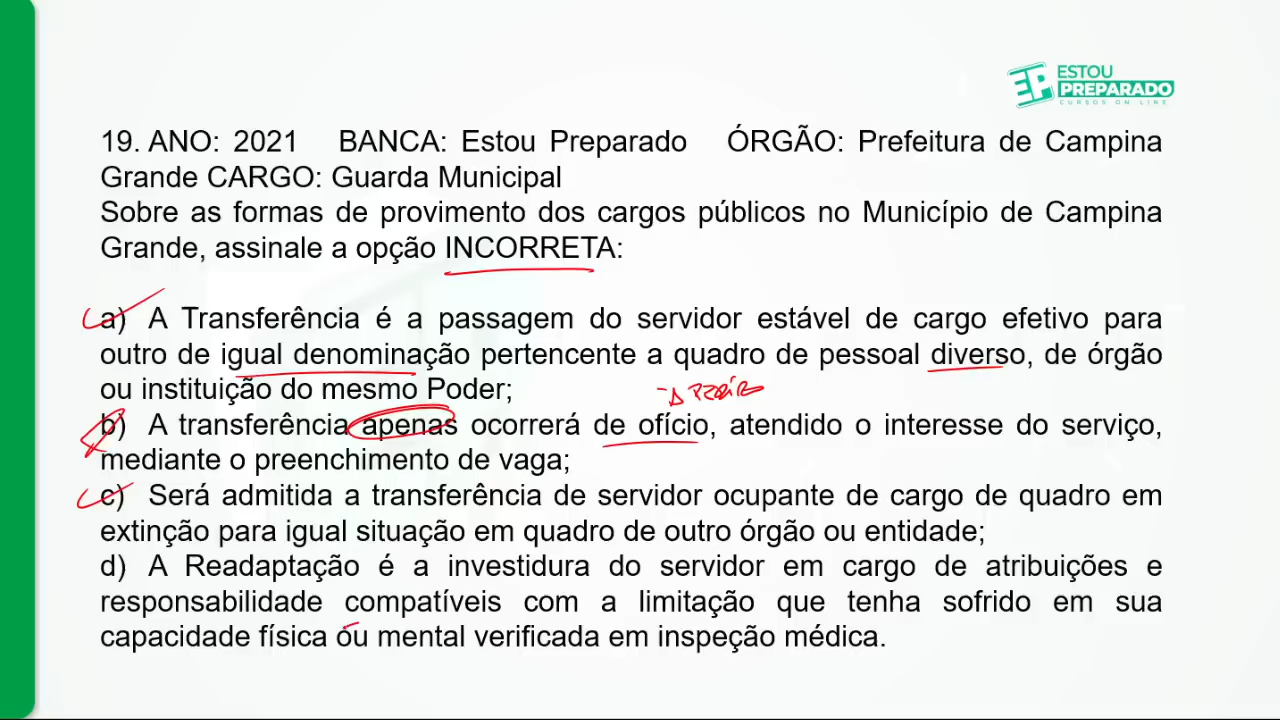 ESTOU
PREPARADO
CURSOS ON LINE
19. ANO: 2021 BANCA: Estou Preparado ÓRGÃO: Prefeitura de Campina
Grande CARGO: Guarda Municipal
Sobre as formas de provimento dos cargos públicos no Município de Campina
Grande, assinale a opção INCORRETA:
a) A Transferência é a passagem do servidor estável de cargo efetivo para
outro de igual denominação pertencente a quadro de pessoal diverso, de órgão
ou instituição do mesmo Poder;
b) A transferência apenas ocorrerá de ofício, atendido o interesse do serviço,
mediante o preenchimento de vaga;
c) Será admitida a transferência de servidor ocupante de cargo de quadro em
extinção para igual situação em quadro de outro órgão ou entidade;
d) A Readaptação é a investidura do servidor em cargo de atribuições e
responsabilidade compatíveis com a limitação que tenha sofrido em sua
capacidade física ou mental verificada em inspeção médica.